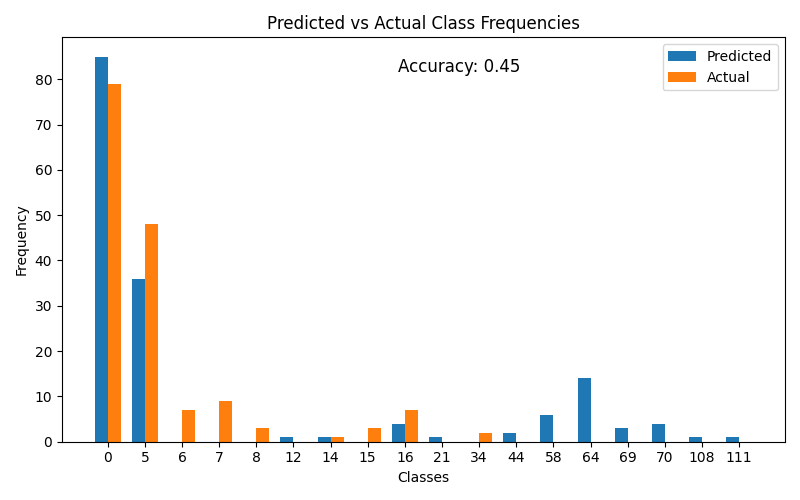 Predicted vs Actual Class Frequencies
Accuracy: 0.45
Predicted
Actual
Frequency
80
70
60
50
40
30
20
10
0
0 5 6 7 8 12 14 15 16 21 34 44 58 64 69 70 108 111
Classes